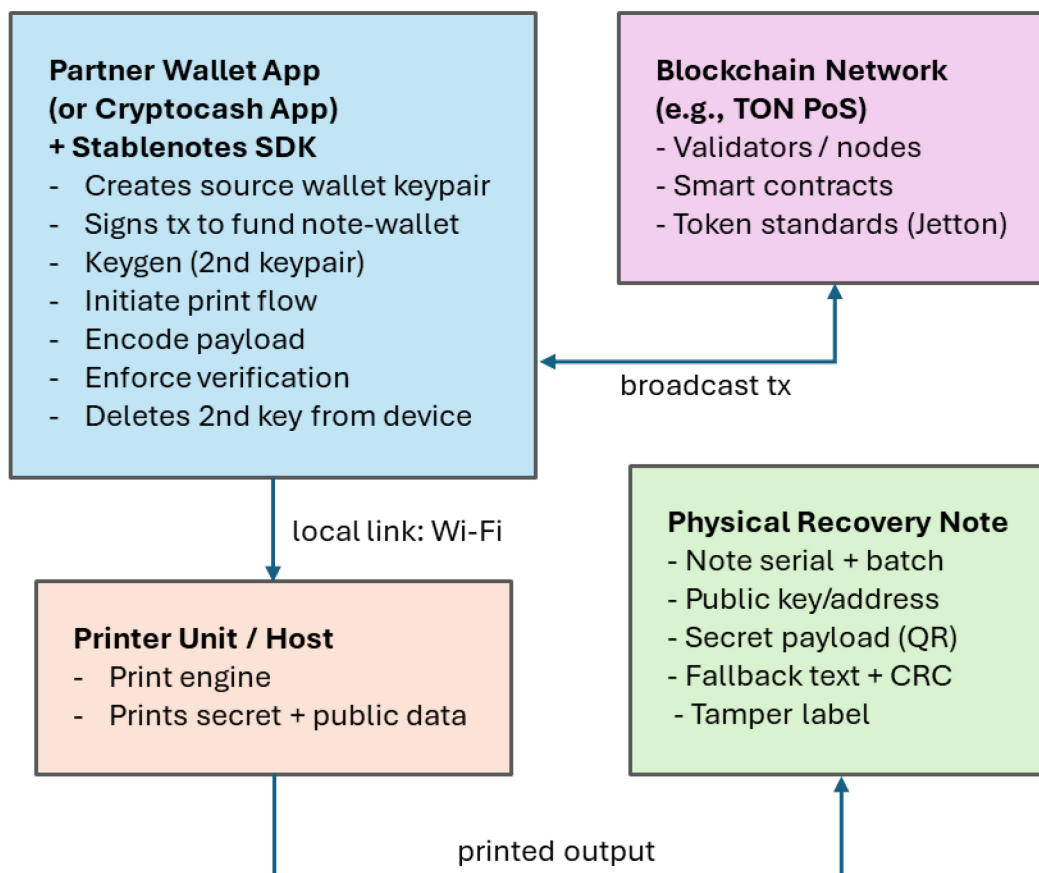 Partner Wallet App
(or Cryptocash App)
+ Stablenotes SDK
- Creates source wallet keypair
- Signs tx to fund note-wallet
- Keygen (2nd keypair)
- Initiate print flow
- Encode payload
- Enforce verification
- Deletes 2nd key from device
Blockchain Network
(e.g., TON PoS)
- Validators / nodes
- Smart contracts
- Token standards (Jetton)
broadcast tx
local link: Wi-Fi
Printer Unit / Host
- Print engine
- Prints secret + public data
Physical Recovery Note
- Note serial + batch
- Public key/address
- Secret payload (QR)
- Fallback text + CRC
- Tamper label
printed output